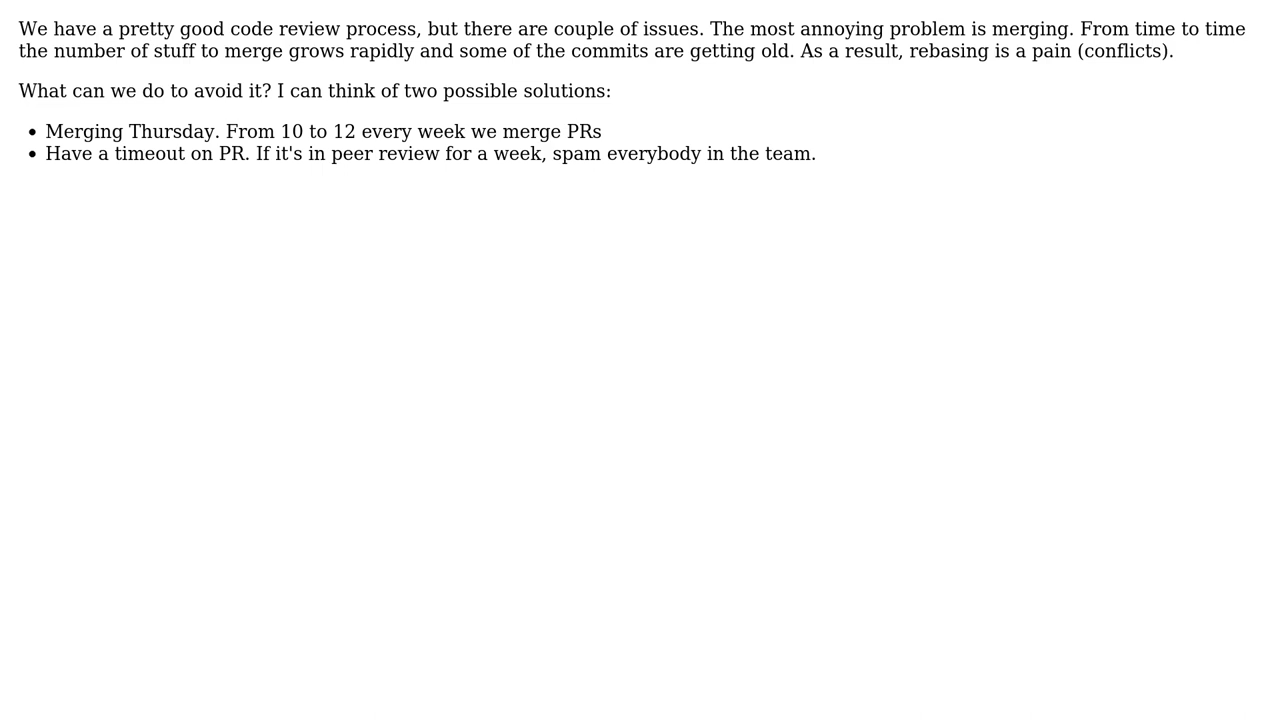 We have a pretty good code review process, but there are couple of issues. The most annoying problem is merging. From time to time
the number of stuff to merge grows rapidly and some of the commits are getting old. As a result, rebasing is a pain (conflicts).
What can we do to avoid it? I can think of two possible solutions:
• Merging Thursday. From 10 to 12 every week we merge PRs
• Have a timeout on PR. If it's in peer review for a week, spam everybody in the team.